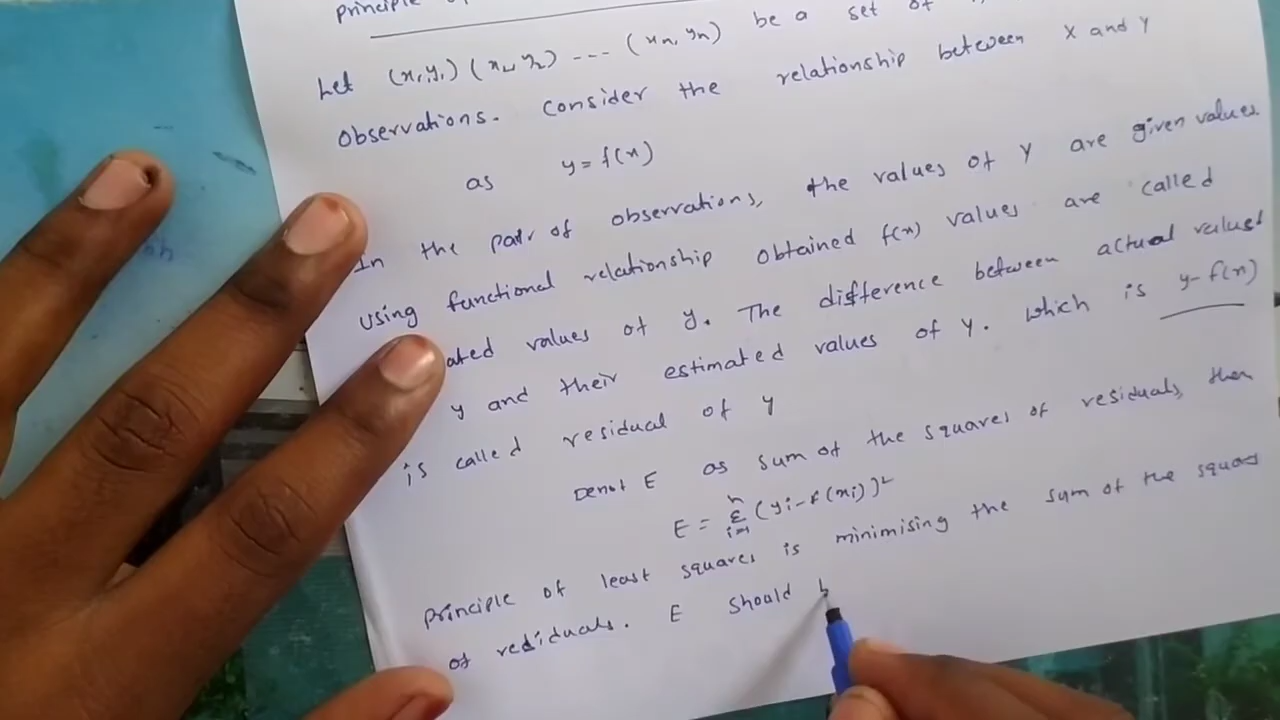 Principle
Let (x1,y1) (x2, y2) --- (xn, yn) be a set of
observations. Consider the relationship between X and Y
as y = f(x)
In the pair of observations, the values of Y are given values.
Using functional relationship obtained f(x) values are called
ated values of y. The difference between actual values
y and their estimated values of Y. which is y-f(x)
is called residual of y
Denot E as sum of the squares of residuals, then
E = Σ i=1 n (yi - f(xi))²
Principle of least squares is minimising the sum of the squares
of residuals. E should b